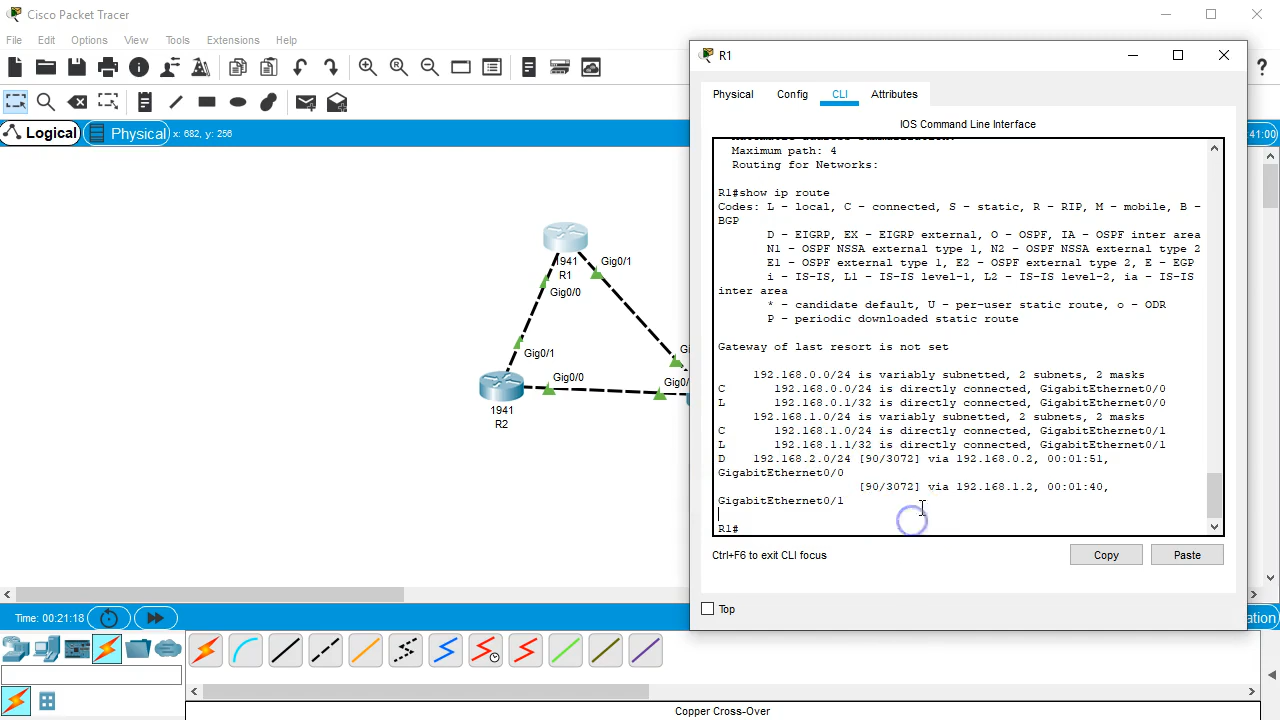 Cisco Packet Tracer
File Edit Options View Tools Extensions Help
Logical Physical x: 682, y: 256
41:00
1941
R1
Gig0/1
Gig0/0
Gig0/1
Gig0/0
1941
R2
Time: 00:21:18
Copper Cross-Over
R1
Physical Config CLI Attributes
IOS Command Line Interface
Maximum path: 4
Routing for Networks:
R1#show ip route
Codes: L - local, C - connected, S - static, R - RIP, M - mobile, B -
BGP
D - EIGRP, EX - EIGRP external, O - OSPF, IA - OSPF inter area
N1 - OSPF NSSA external type 1, N2 - OSPF NSSA external type 2
E1 - OSPF external type 1, E2 - OSPF external type 2, E - EGP
i - IS-IS, L1 - IS-IS level-1, L2 - IS-IS level-2, ia - IS-IS
inter area
* - candidate default, U - per-user static route, o - ODR
P - periodic downloaded static route
Gateway of last resort is not set
192.168.0.0/24 is variably subnetted, 2 subnets, 2 masks
C 192.168.0.0/24 is directly connected, GigabitEthernet0/0
L 192.168.0.1/32 is directly connected, GigabitEthernet0/0
192.168.1.0/24 is variably subnetted, 2 subnets, 2 masks
C 192.168.1.0/24 is directly connected, GigabitEthernet0/1
L 192.168.1.1/32 is directly connected, GigabitEthernet0/1
D 192.168.2.0/24 [90/3072] via 192.168.0.2, 00:01:51,
GigabitEthernet0/0
[90/3072] via 192.168.1.2, 00:01:40,
GigabitEthernet0/1
R1#
Ctrl+F6 to exit CLI focus
Copy Paste
Top